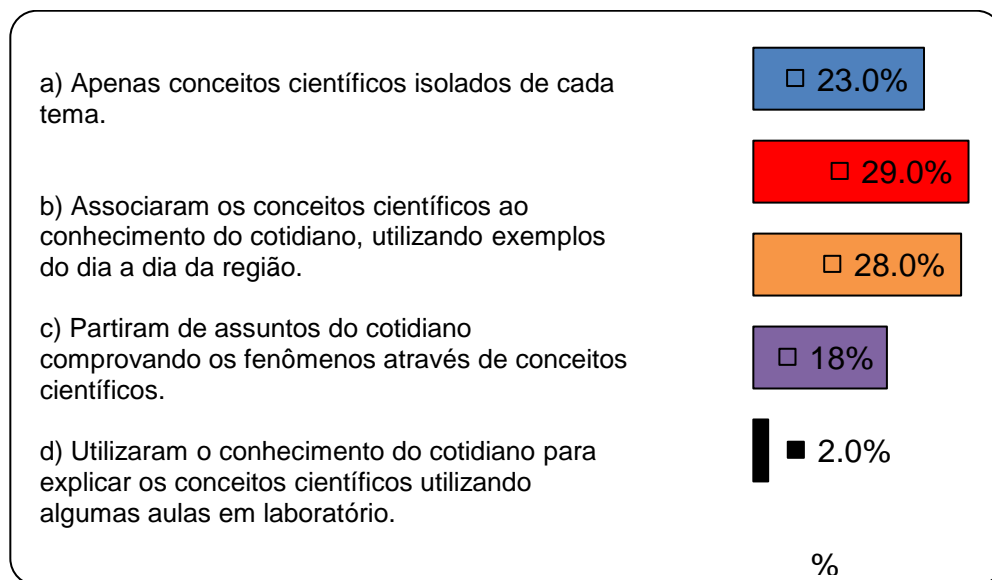 a) Apenas conceitos científicos isolados de cada
tema.
23.0%
29.0%
b) Associaram os conceitos científicos ao
conhecimento do cotidiano, utilizando exemplos
do dia a dia da região.
28.0%
c) Partiram de assuntos do cotidiano
comprovando os fenômenos através de conceitos
científicos.
18%
d) Utilizaram o conhecimento do cotidiano para
explicar os conceitos científicos utilizando
algumas aulas em laboratório.
2.0%
%